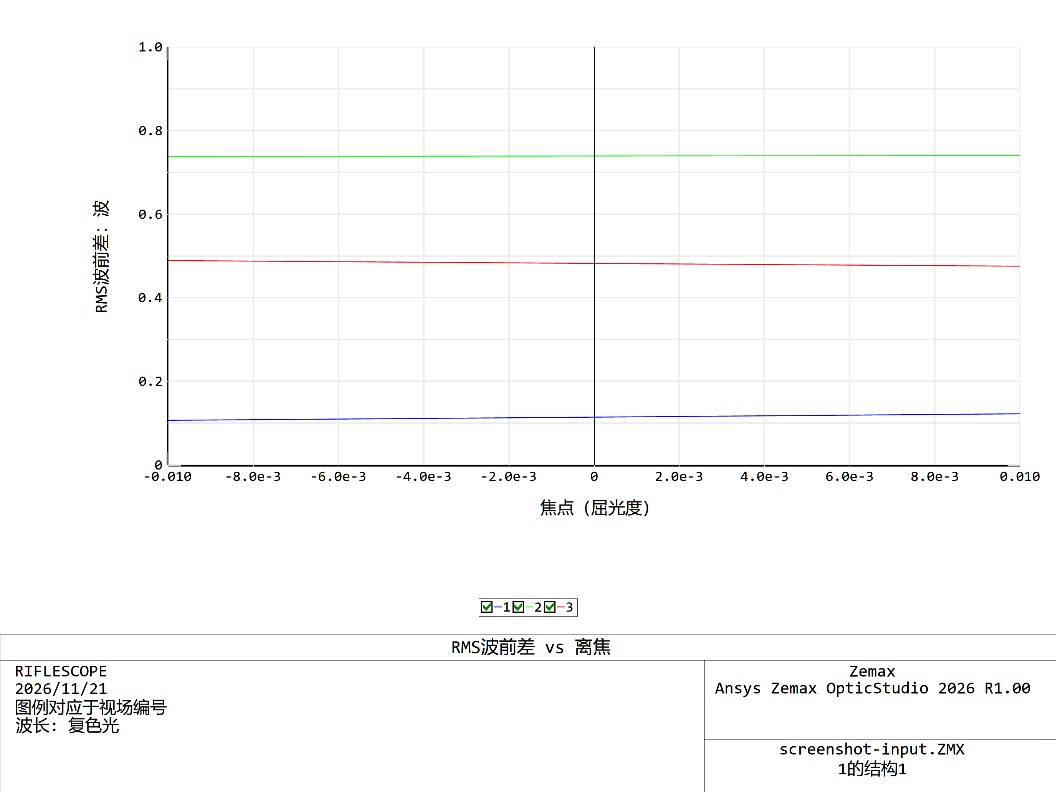 1.0
0.8
0.6
0.4
0.2
0
RMS波前差: 波
-0.010 -8.0e-3 -6.0e-3 -4.0e-3 -2.0e-3 0 2.0e-3 4.0e-3 6.0e-3 8.0e-3 0.010
焦点 (屈光度)
1 2 3
RMS波前差 vs 离焦
RIFLESCOPE
2026/11/21
图例对应于视场编号
波长: 复色光
Zemax
Ansys Zemax OpticStudio 2026 R1.00
screenshot-input.ZMX
1的结构1